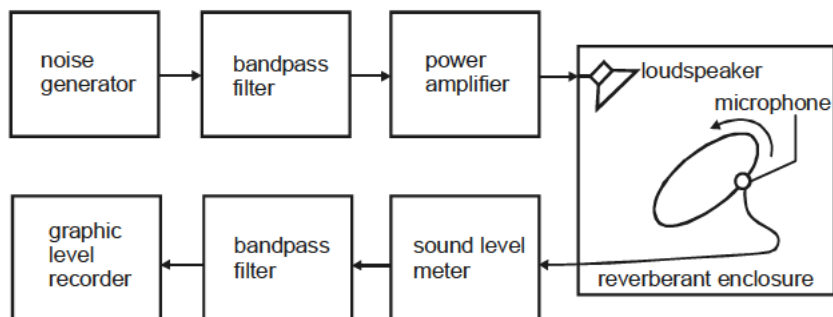 noise
generator
bandpass
filter
power
amplifier
loudspeaker
microphone
graphic
level
recorder
bandpass
filter
sound level
meter
reverberant enclosure